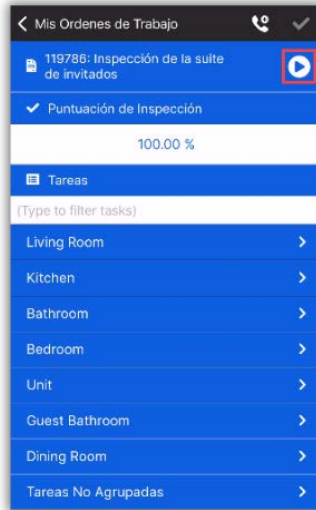 Mis Ordenes de Trabajo
119786: Inspección de la suite
de invitados
Puntuación de Inspección
100.00 %
Tareas
(Type to filter tasks)
Living Room
Kitchen
Bathroom
Bedroom
Unit
Guest Bathroom
Dining Room
Tareas No Agrupadas